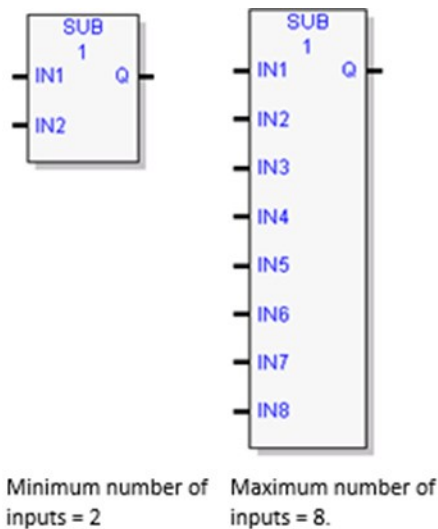 SUB
1
IN1 Q
IN2
SUB
1
IN1 Q
IN2
IN3
IN4
IN5
IN6
IN7
IN8
Minimum number of
inputs = 2
Maximum number of
inputs = 8.